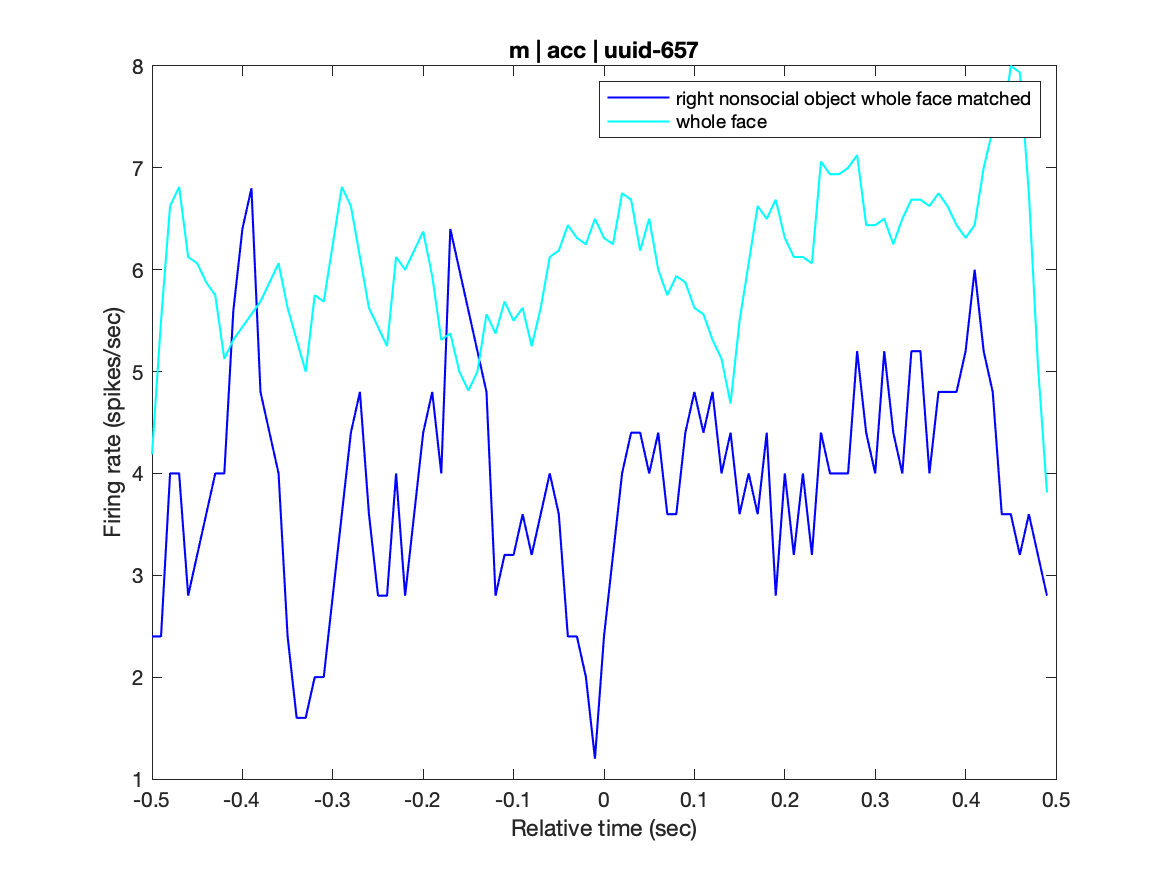 m | acc | uuid-657
right nonsocial object whole face matched
whole face
Firing rate (spikes/sec)
8
7
6
5
4
3
2
1
-0.5 -0.4 -0.3 -0.2 -0.1 0 0.1 0.2 0.3 0.4 0.5
Relative time (sec)